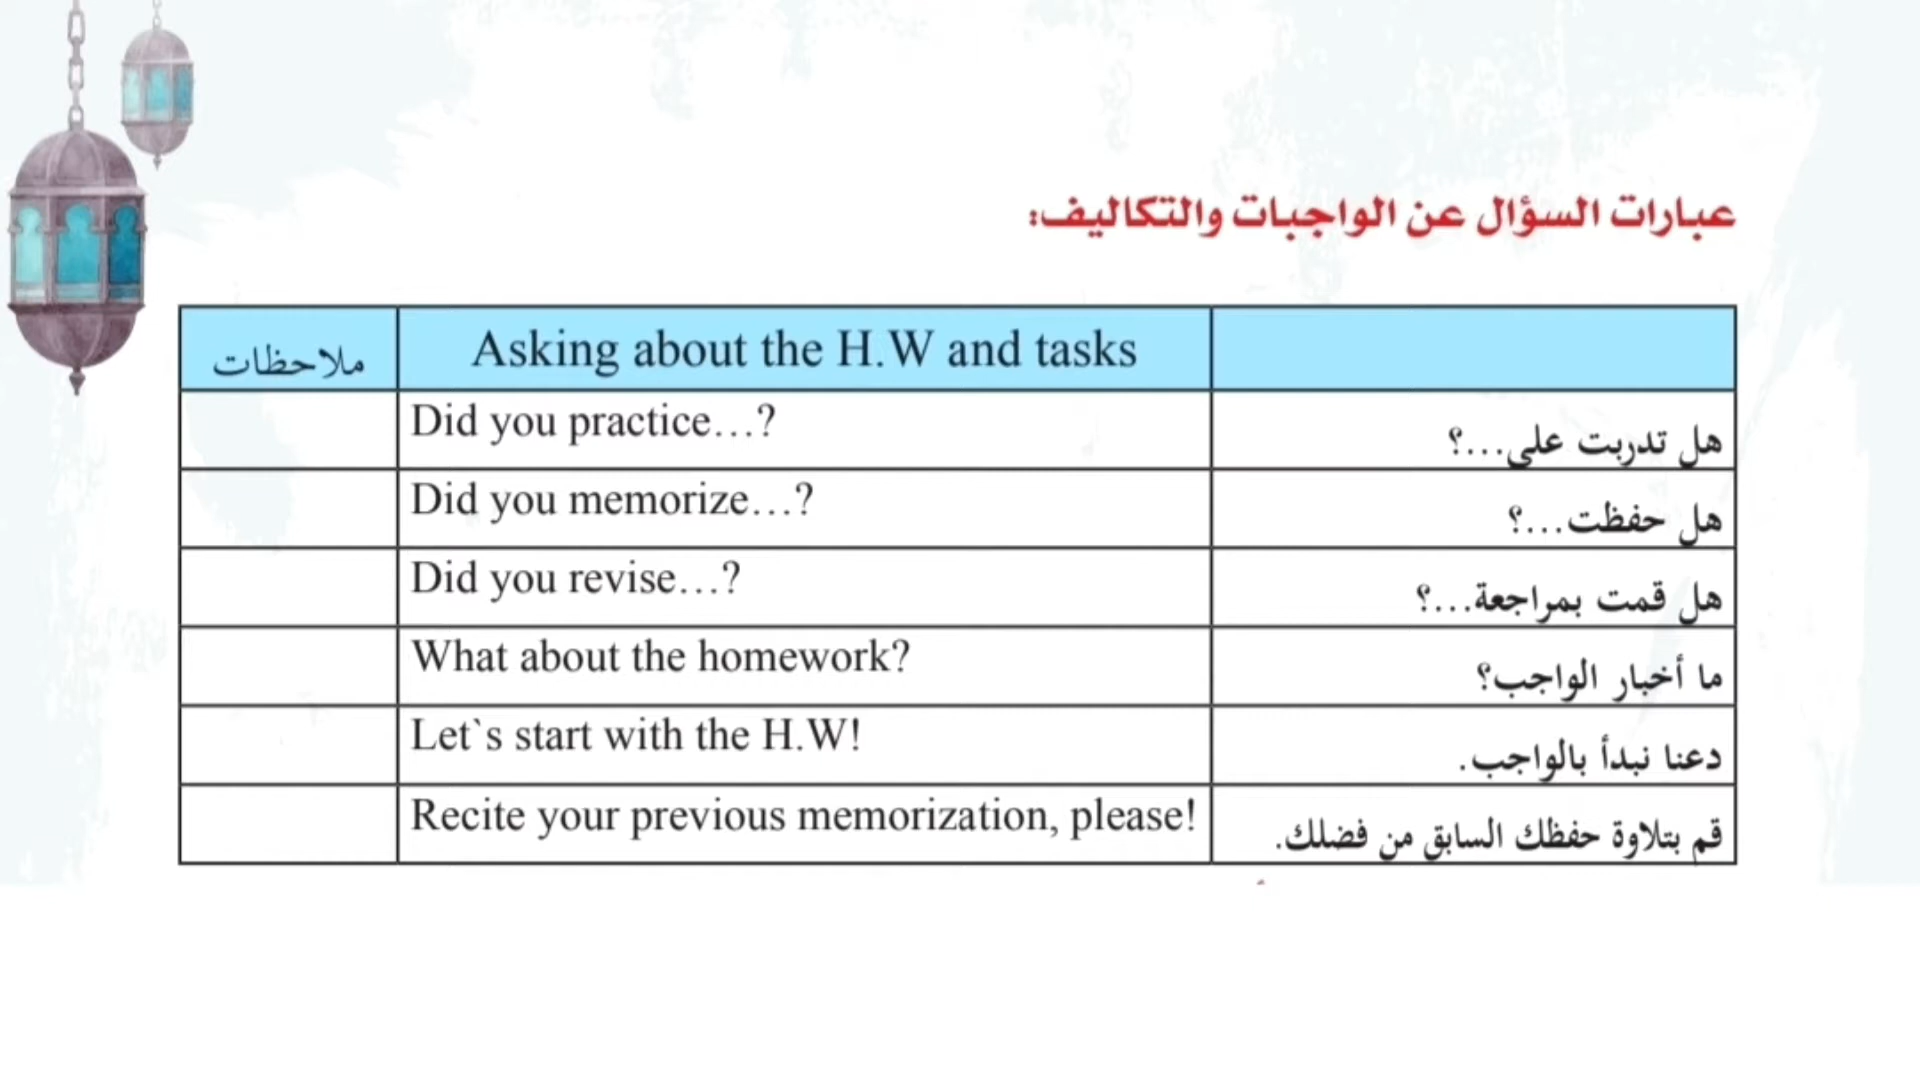 عبارات السؤال عن الواجبات والتكاليف:
Asking about the H.W and tasks
ملاحظات
هل تدربت على...؟
Did you practice...?
هل حفظت...؟
Did you memorize...?
هل قمت بمراجعة...؟
Did you revise...?
ما أخبار الواجب؟
What about the homework?
دعنا نبدأ بالواجب.
Let`s start with the H.W!
قم بتلاوة حفظك السابق من فضلك.
Recite your previous memorization, please!